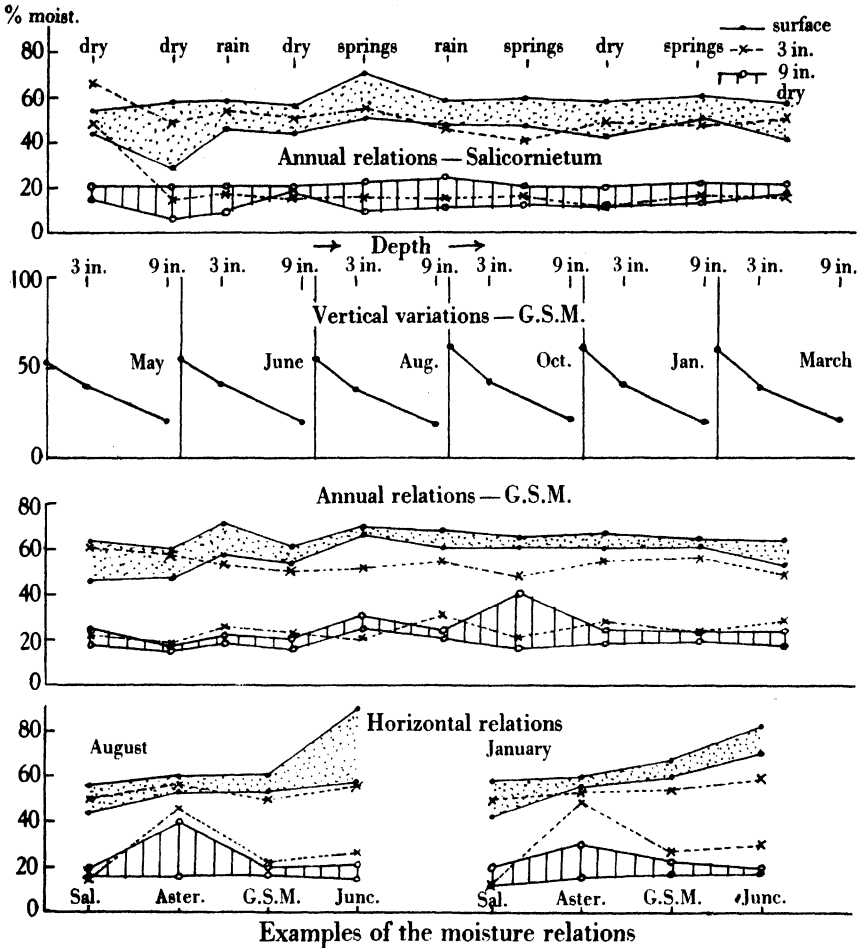 % moist.
dry dry rain dry springs rain springs dry springs dry
surface
3 in.
9 in.
80
60
40
20
0
Annual relations — Salicornietum
→ Depth →
3 in. 9 in. 3 in. 9 in. 3 in. 9 in. 3 in. 9 in. 3 in. 9 in. 3 in. 9 in.
100
50
0
Vertical variations — G.S.M.
May June Aug. Oct. Jan. March
Annual relations — G.S.M.
80
60
40
20
0
Horizontal relations
August January
80
60
40
20
0
Sal. Aster. G.S.M. Junc. Sal. Aster. G.S.M. Junc.
Examples of the moisture relations